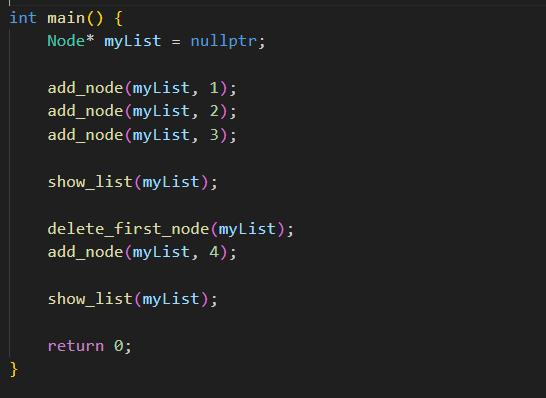 int main() {
    Node* myList = nullptr;

    add_node(myList, 1);
    add_node(myList, 2);
    add_node(myList, 3);

    show_list(myList);

    delete_first_node(myList);
    add_node(myList, 4);

    show_list(myList);

    return 0;
}